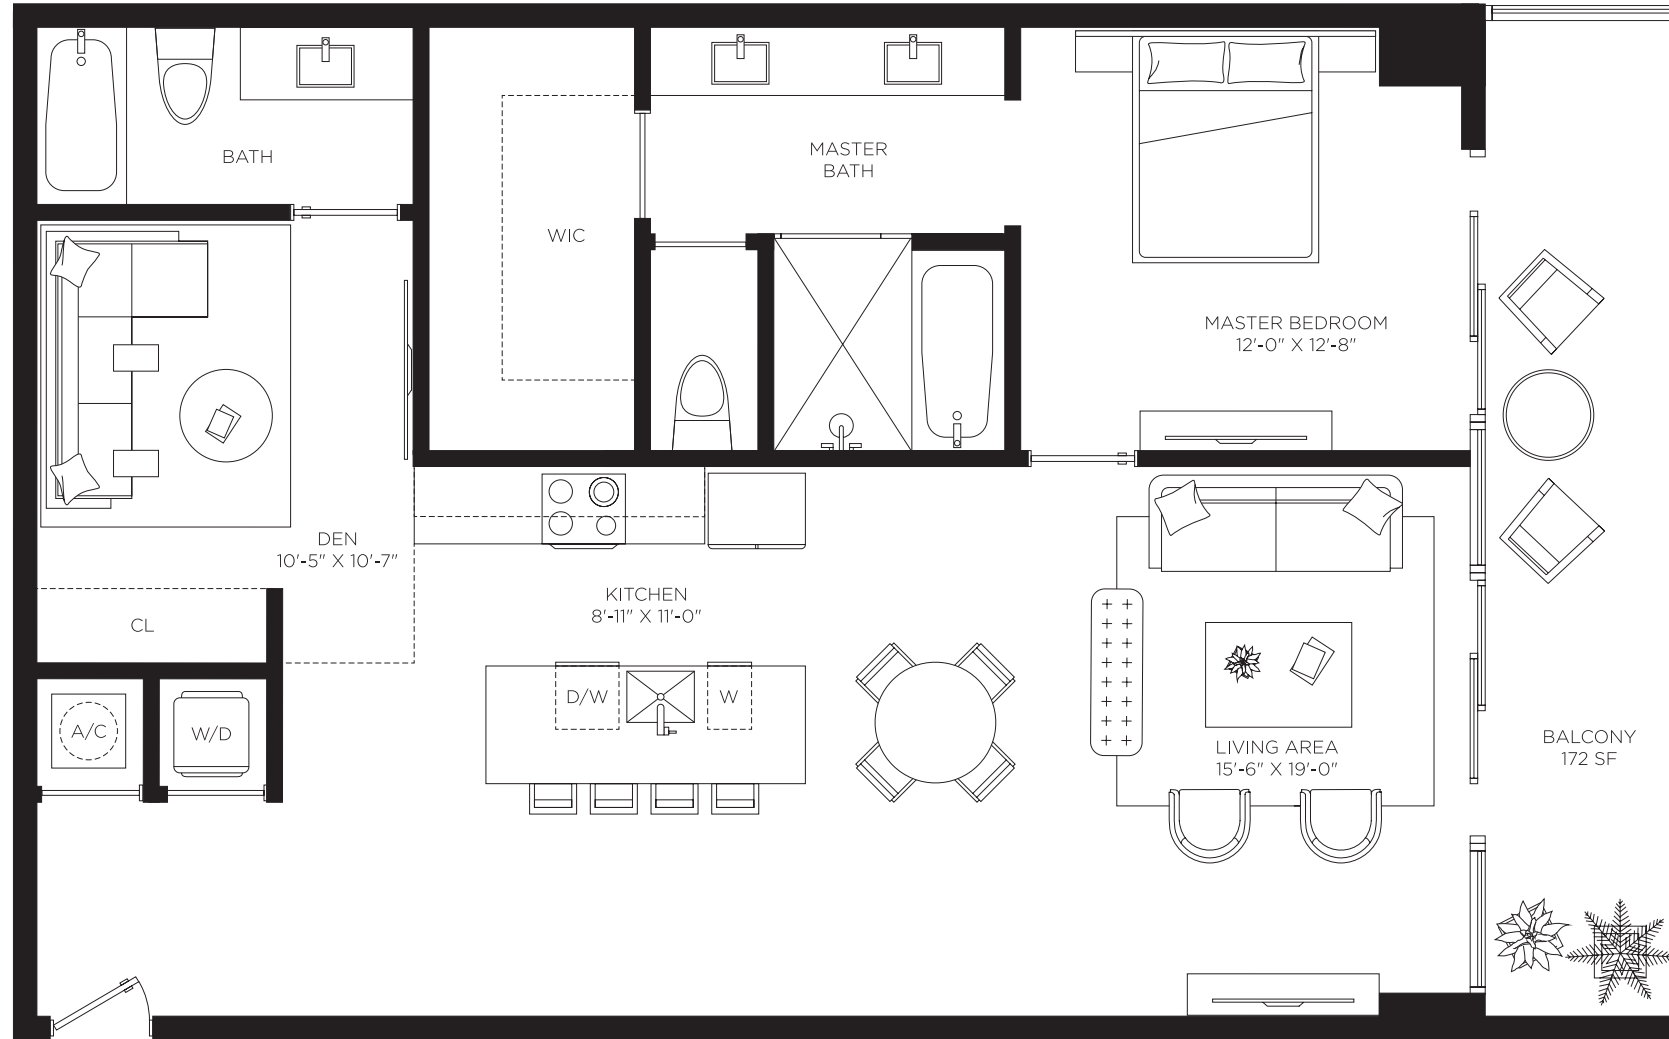 BATH
MASTER
BATH
WIC
MASTER BEDROOM
12'-0" X 12'-8"
DEN
10'-5" X 10'-7"
KITCHEN
8'-11" X 11'-0"
CL
D/W
W
A/C
W/D
LIVING AREA
15'-6" X 19'-0"
BALCONY
172 SF